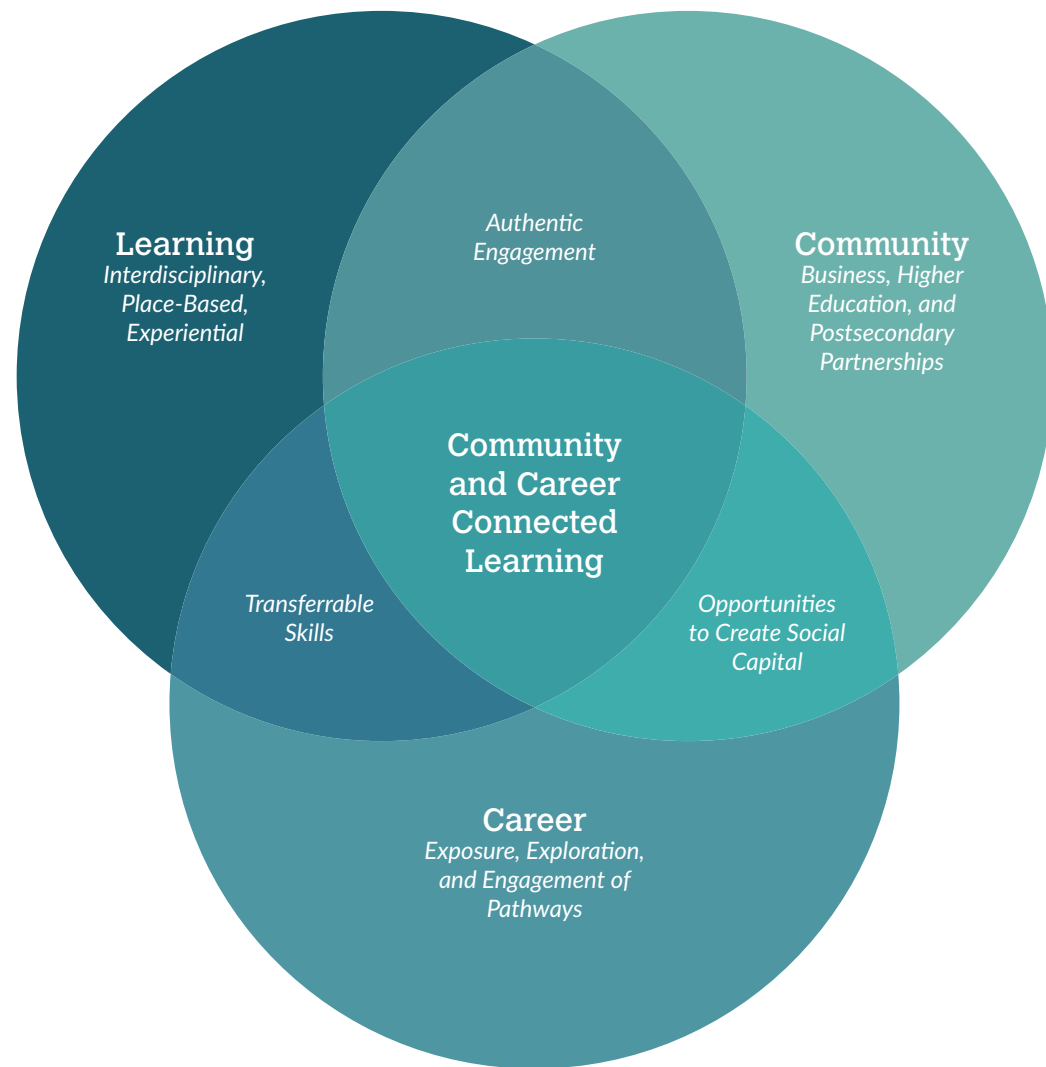 Learning
Interdisciplinary,
Place-Based,
Experiential
Authentic
Engagement
Community
Business, Higher
Education, and
Postsecondary
Partnerships
Community
and Career
Connected
Learning
Transferrable
Skills
Opportunities
to Create Social
Capital
Career
Exposure, Exploration,
and Engagement of
Pathways